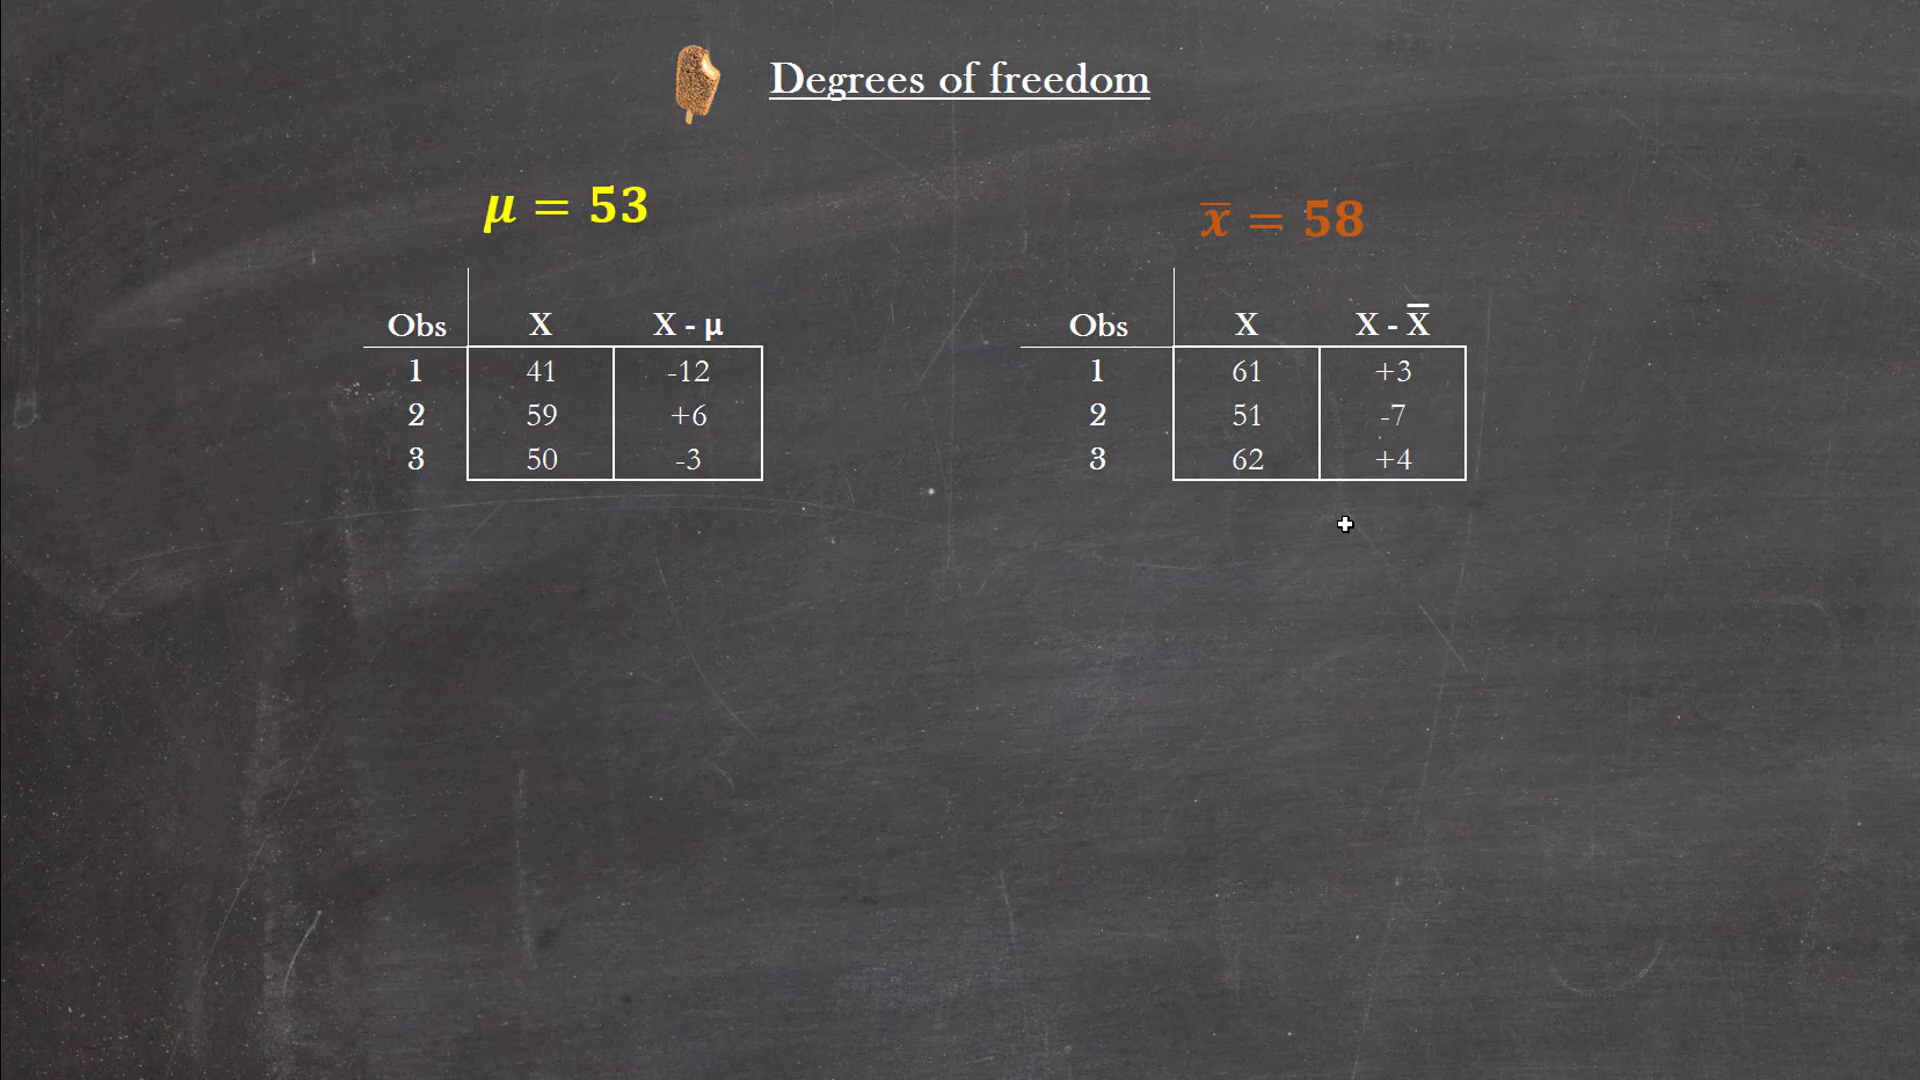 Degrees of freedom
μ = 53
x̅ = 58
Obs X X - μ
1 41 -12
2 59 +6
3 50 -3
Obs X X - X̅
1 61 +3
2 51 -7
3 62 +4